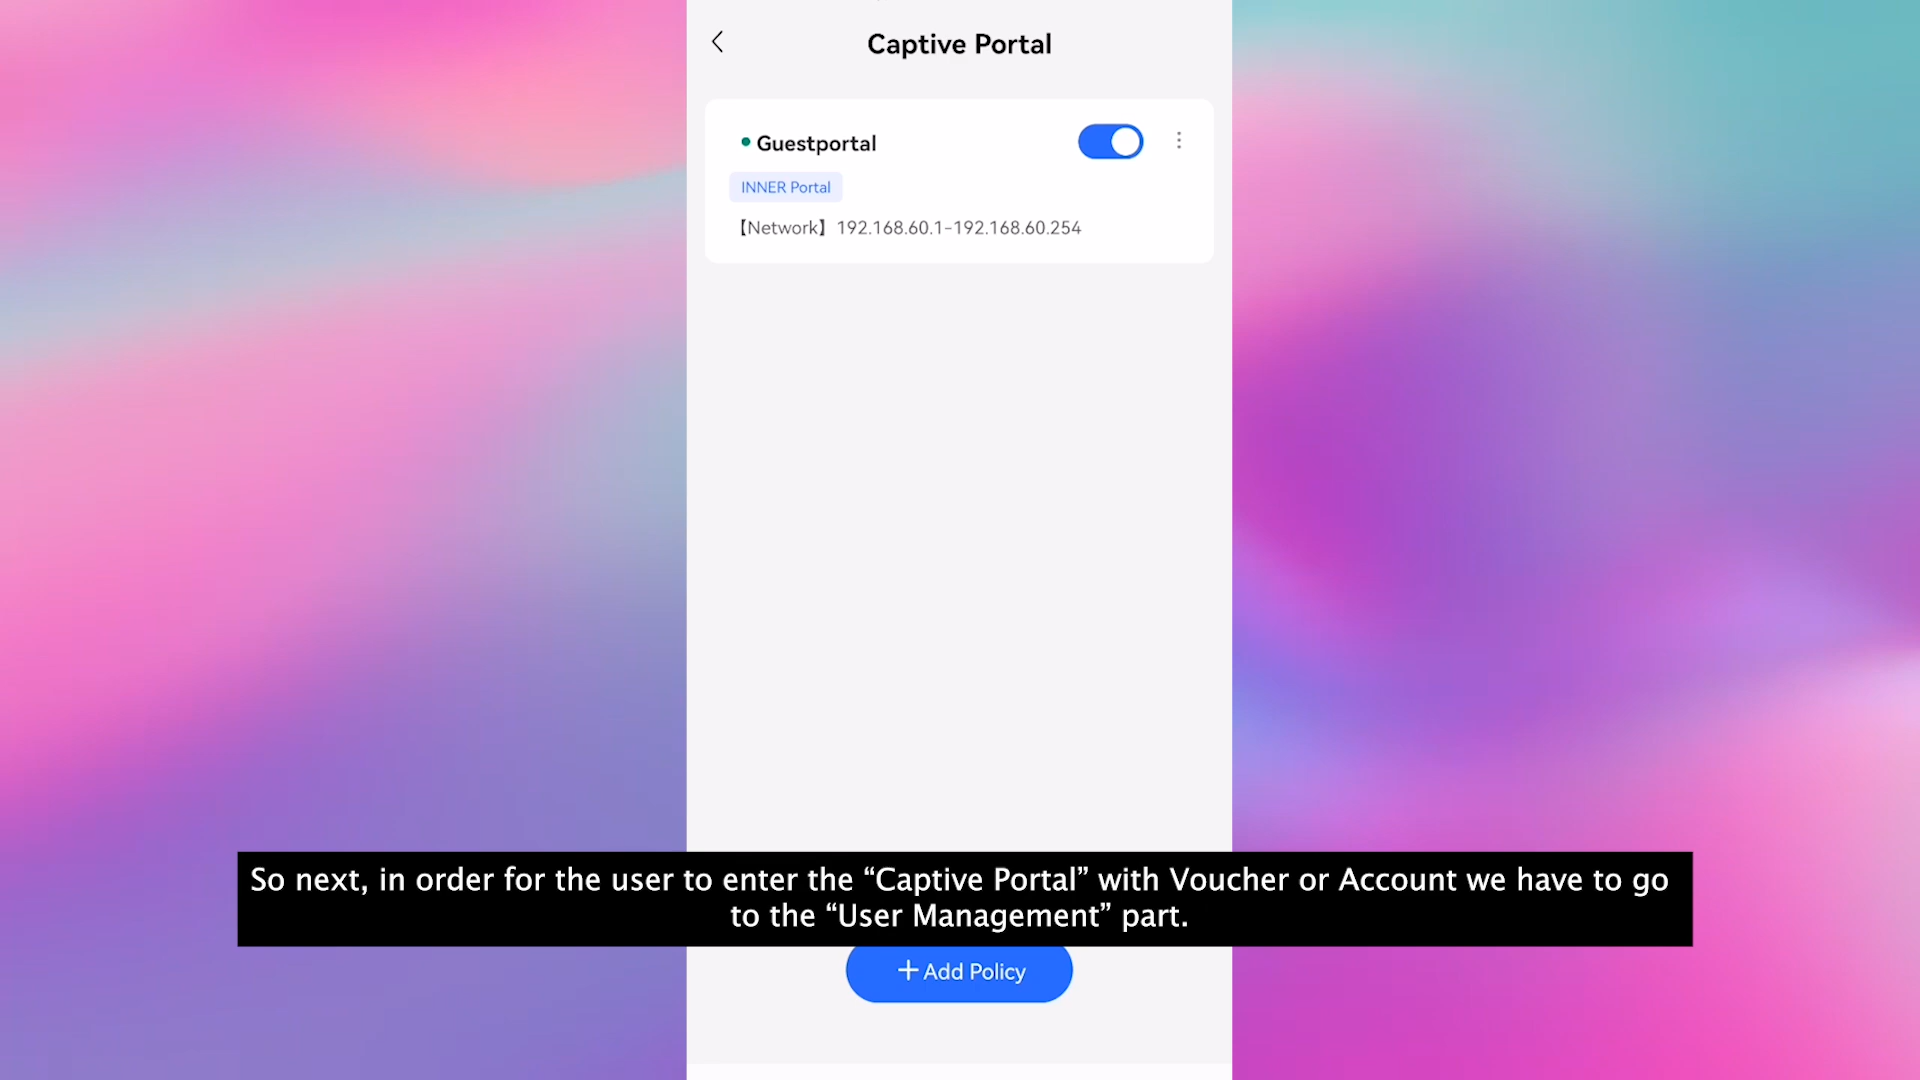 Captive Portal
Guestportal
INNER Portal
【Network】192.168.60.1-192.168.60.254
So next, in order for the user to enter the “Captive Portal” with Voucher or Account we have to go
to the “User Management” part.
+ Add Policy